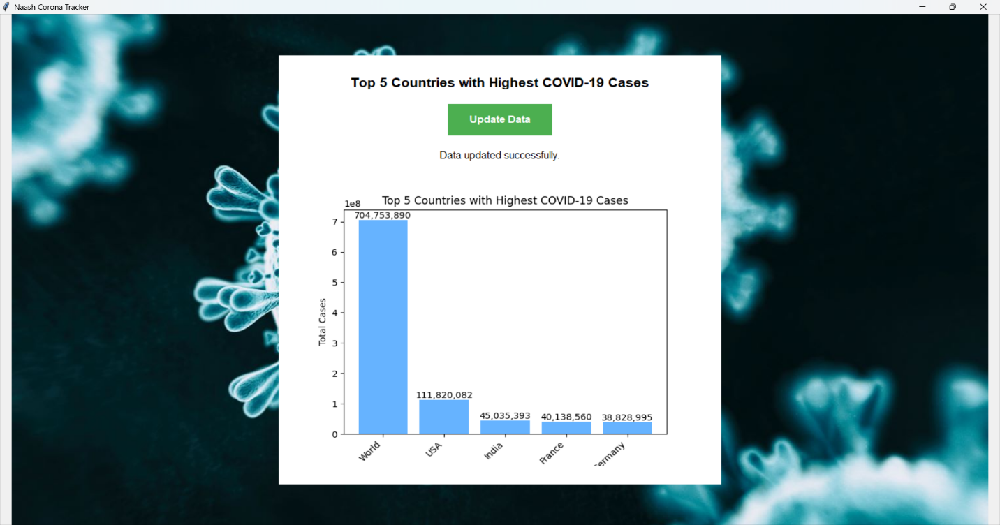 Naash Corona Tracker
Top 5 Countries with Highest COVID-19 Cases
Update Data
Data updated successfully.
Top 5 Countries with Highest COVID-19 Cases
1e8
704,753,890
7
6
5
4
3
2
1
0
Total Cases
111,820,082
45,035,393
40,138,560
38,828,995
World
USA
India
France
ermany